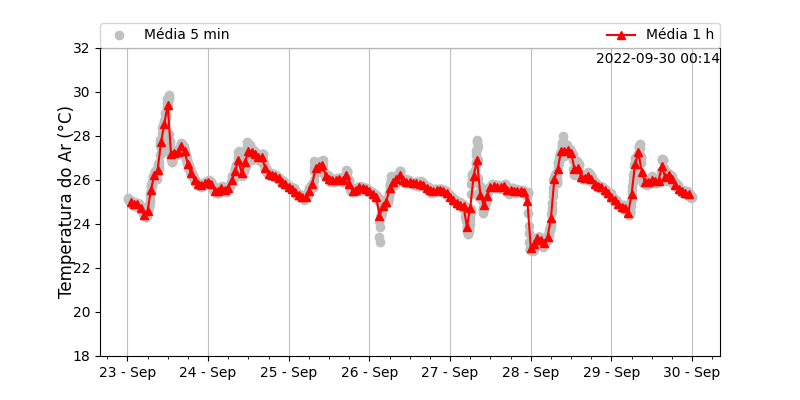 Média 5 min
Média 1 h
2022-09-30 00:14
Temperatura do Ar (°C)
32
30
28
26
24
22
20
18
23 - Sep
24 - Sep
25 - Sep
26 - Sep
27 - Sep
28 - Sep
29 - Sep
30 - Sep